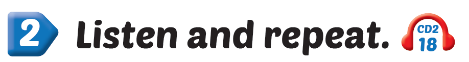 2 Listen and repeat. CD2 18